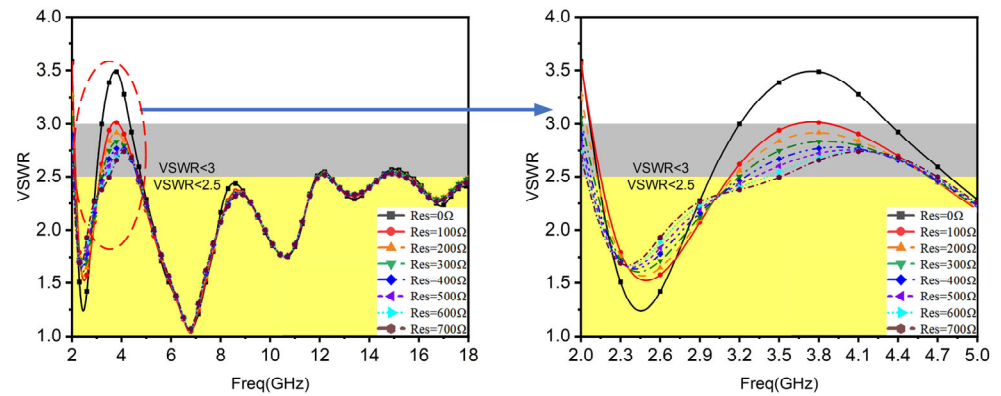 4.0
3.5
3.0
2.5
2.0
1.5
1.0
VSWR
VSWR<3
VSWR<2.5
Res=0Ω
Res=100Ω
Res=200Ω
Res=300Ω
Res=400Ω
Res=500Ω
Res=600Ω
Res=700Ω
2 4 6 8 10 12 14 16 18
Freq(GHz)
4.0
3.5
3.0
2.5
2.0
1.5
1.0
VSWR
VSWR<3
VSWR<2.5
Res=0Ω
Res=100Ω
Res=200Ω
Res=300Ω
Res=400Ω
Res=500Ω
Res=600Ω
Res=700Ω
2.0 2.3 2.6 2.9 3.2 3.5 3.8 4.1 4.4 4.7 5.0
Freq(GHz)